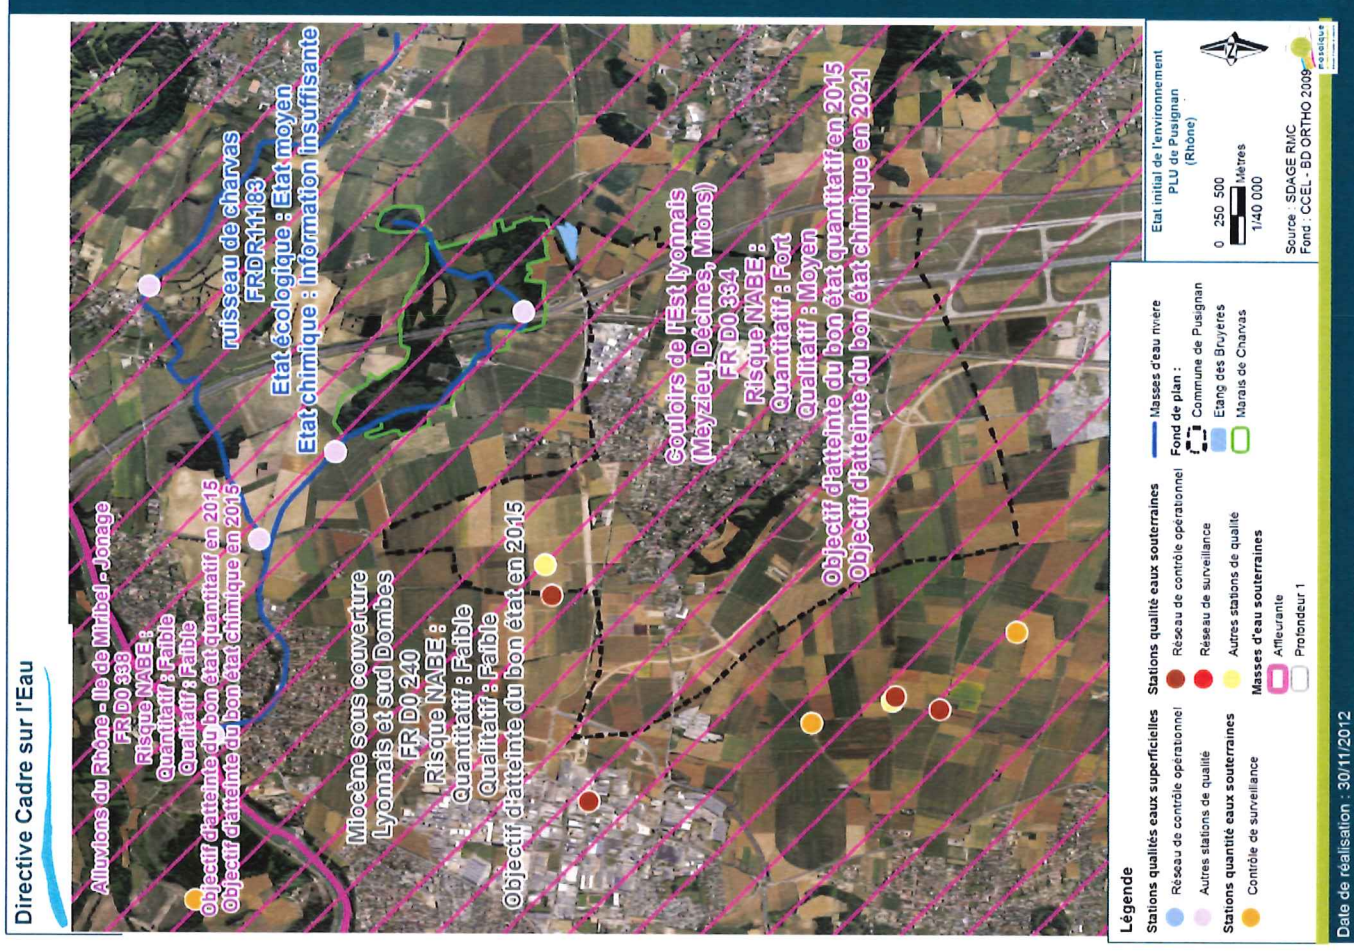 Directive Cadre sur l'Eau
Alluvions du Rhône - Ile de Miribel - Jonage
FR D0 338
Risque NABE :
Quantitatif : Faible
Qualitatif : Faible
Objectif d'atteinte du bon état quantitatif en 2015
Objectif d'atteinte du bon état chimique en 2015
ruisseau de charvas
FRDR11183
Etat écologique : Etat moyen
Etat chimique : Information insuffisante
Miocène sous couverture
Lyonnais et sud Dombes
FR D0 240
Risque NABE :
Quantitatif : Faible
Qualitatif : Faible
Objectif d'atteinte du bon état en 2015
Couloirs de l'Est lyonnais
(Meyzieu, Décines, Mions)
FR D0 334
Risque NABE :
Quantitatif : Fort
Qualitatif : Moyen
Objectif d'atteinte du bon état quantitatif en 2015
Objectif d'atteinte du bon état chimique en 2021
Légende
Stations qualités eaux superficielles
Réseau de contrôle opérationnel
Autres stations de qualité
Stations quantité eaux souterraines
Contrôle de surveillance
Stations qualité eaux souterraines
Réseau de contrôle opérationnel
Réseau de surveillance
Autres stations de qualité
Masses d'eau souterraines
Affleurante
Profondeur 1
Masses d'eau rivière
Fond de plan :
Commune de Pusignan
Etang des Bruyères
Marais de Charvas
Etat initial de l'environnement
PLU de Pusignan
(Rhône)
N
0 250 500
Mètres
1/40 000
Source : SDAGE RMC
Fond : CCEL - BD ORTHO 2009
mosaïque
Date de réalisation : 30/11/2012